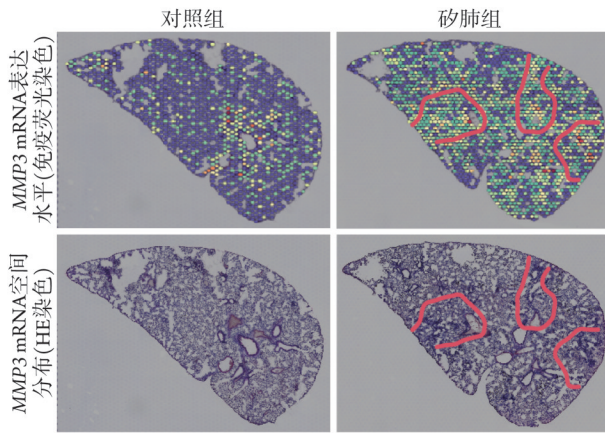 对照组
矽肺组
MMP3 mRNA表达
水平(免疫荧光染色)
MMP3 mRNA空间
分布(HE染色)